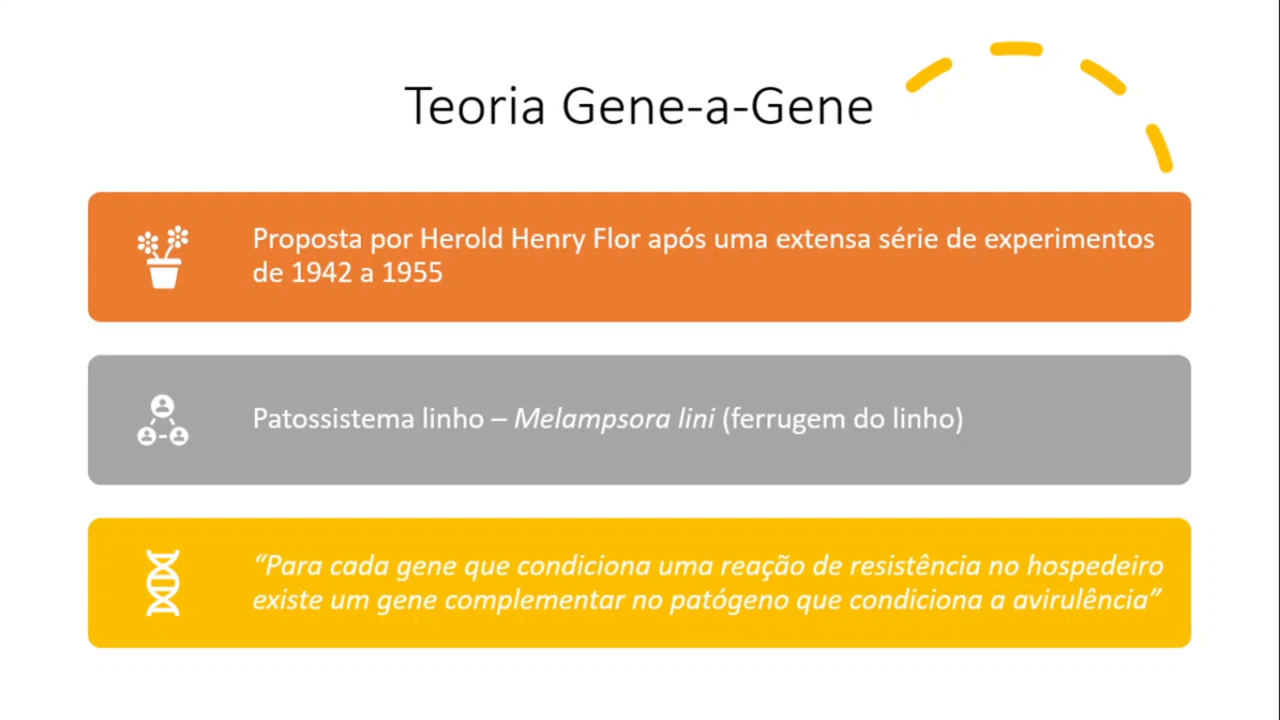 Teoria Gene-a-Gene
Proposta por Herold Henry Flor após uma extensa série de experimentos
de 1942 a 1955
Patossistema linho – Melampsora lini (ferrugem do linho)
“Para cada gene que condiciona uma reação de resistência no hospedeiro
existe um gene complementar no patógeno que condiciona a avirulência”